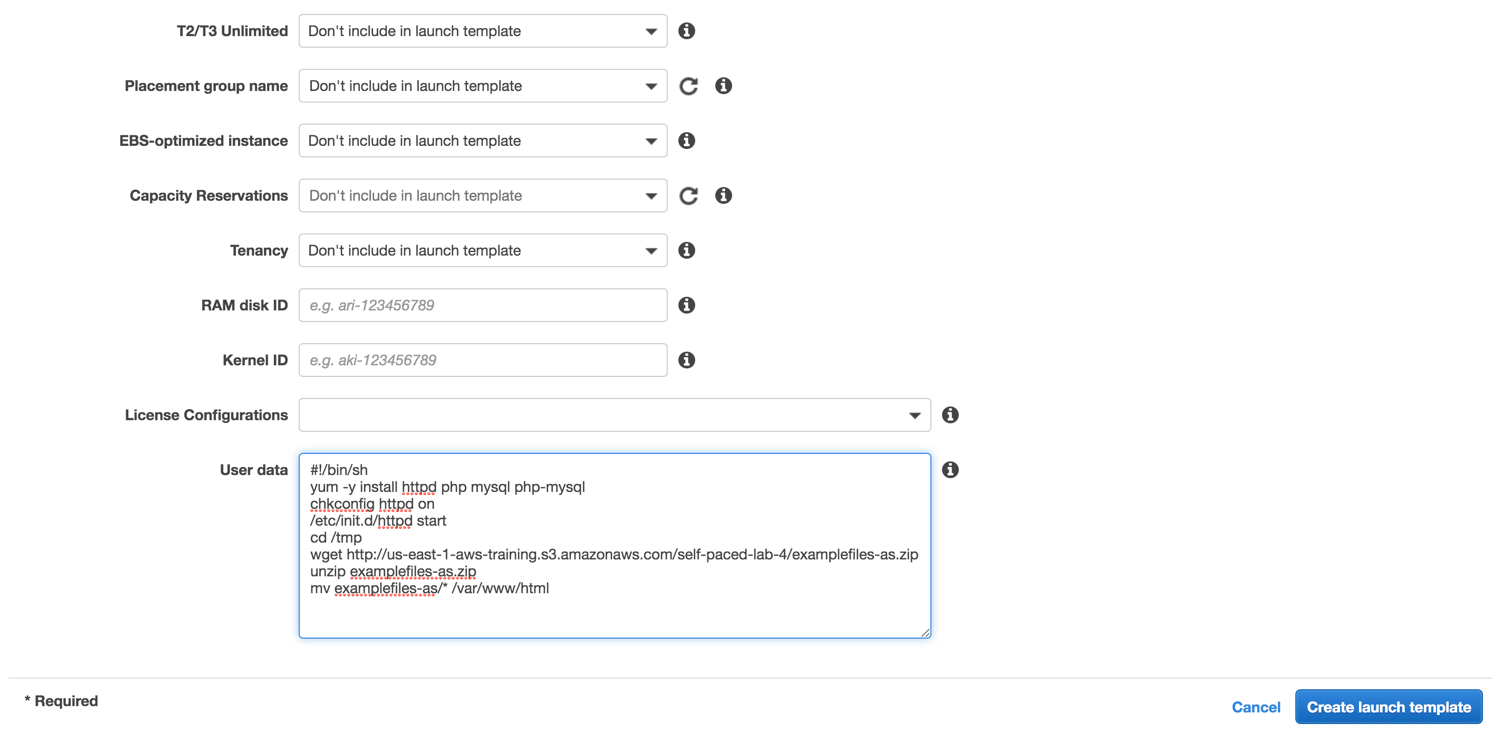 T2/T3 Unlimited Don't include in launch template
Placement group name Don't include in launch template
EBS-optimized instance Don't include in launch template
Capacity Reservations Don't include in launch template
Tenancy Don't include in launch template
RAM disk ID e.g. ari-123456789
Kernel ID e.g. aki-123456789
License Configurations
User data #!/bin/sh
yum -y install httpd php mysql php-mysql
chkconfig httpd on
/etc/init.d/httpd start
cd /tmp
wget http://us-east-1-aws-training.s3.amazonaws.com/self-paced-lab-4/examplefiles-as.zip
unzip examplefiles-as.zip
mv examplefiles-as/* /var/www/html
* Required
Cancel Create launch template